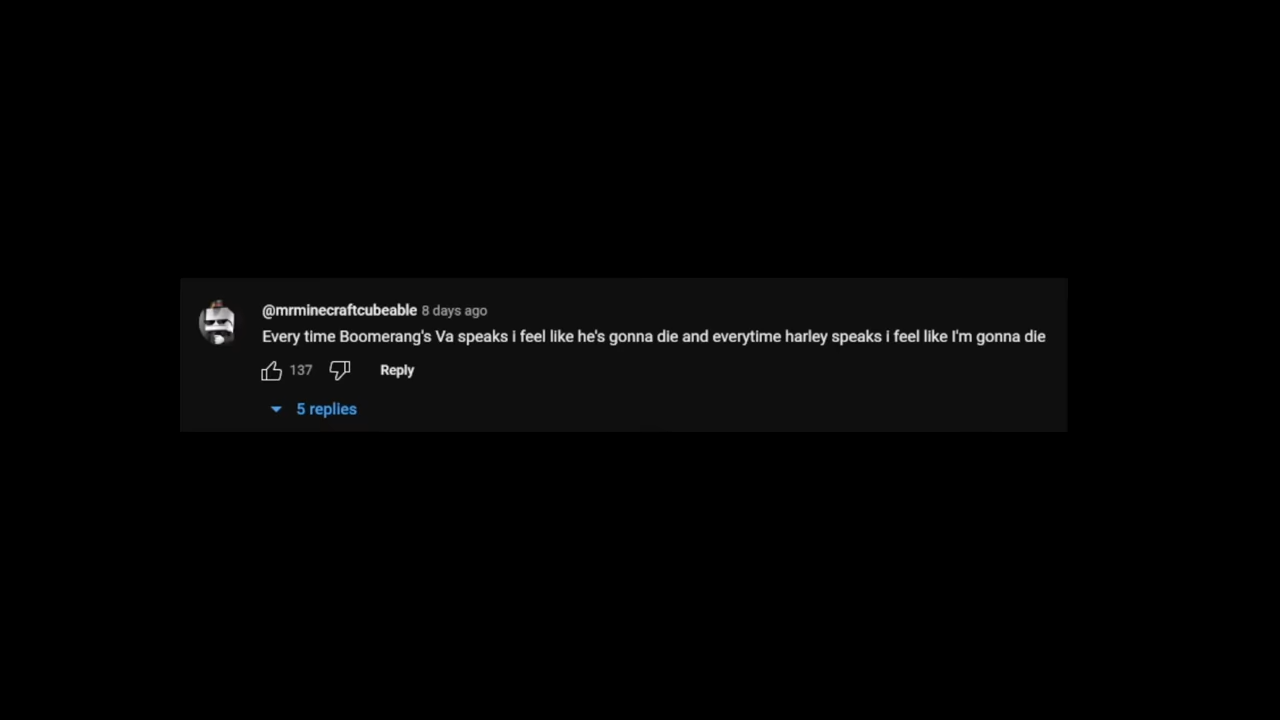 @mrminecraftcubeable 8 days ago
Every time Boomerang's Va speaks i feel like he's gonna die and everytime harley speaks i feel like I'm gonna die
137 Reply
5 replies